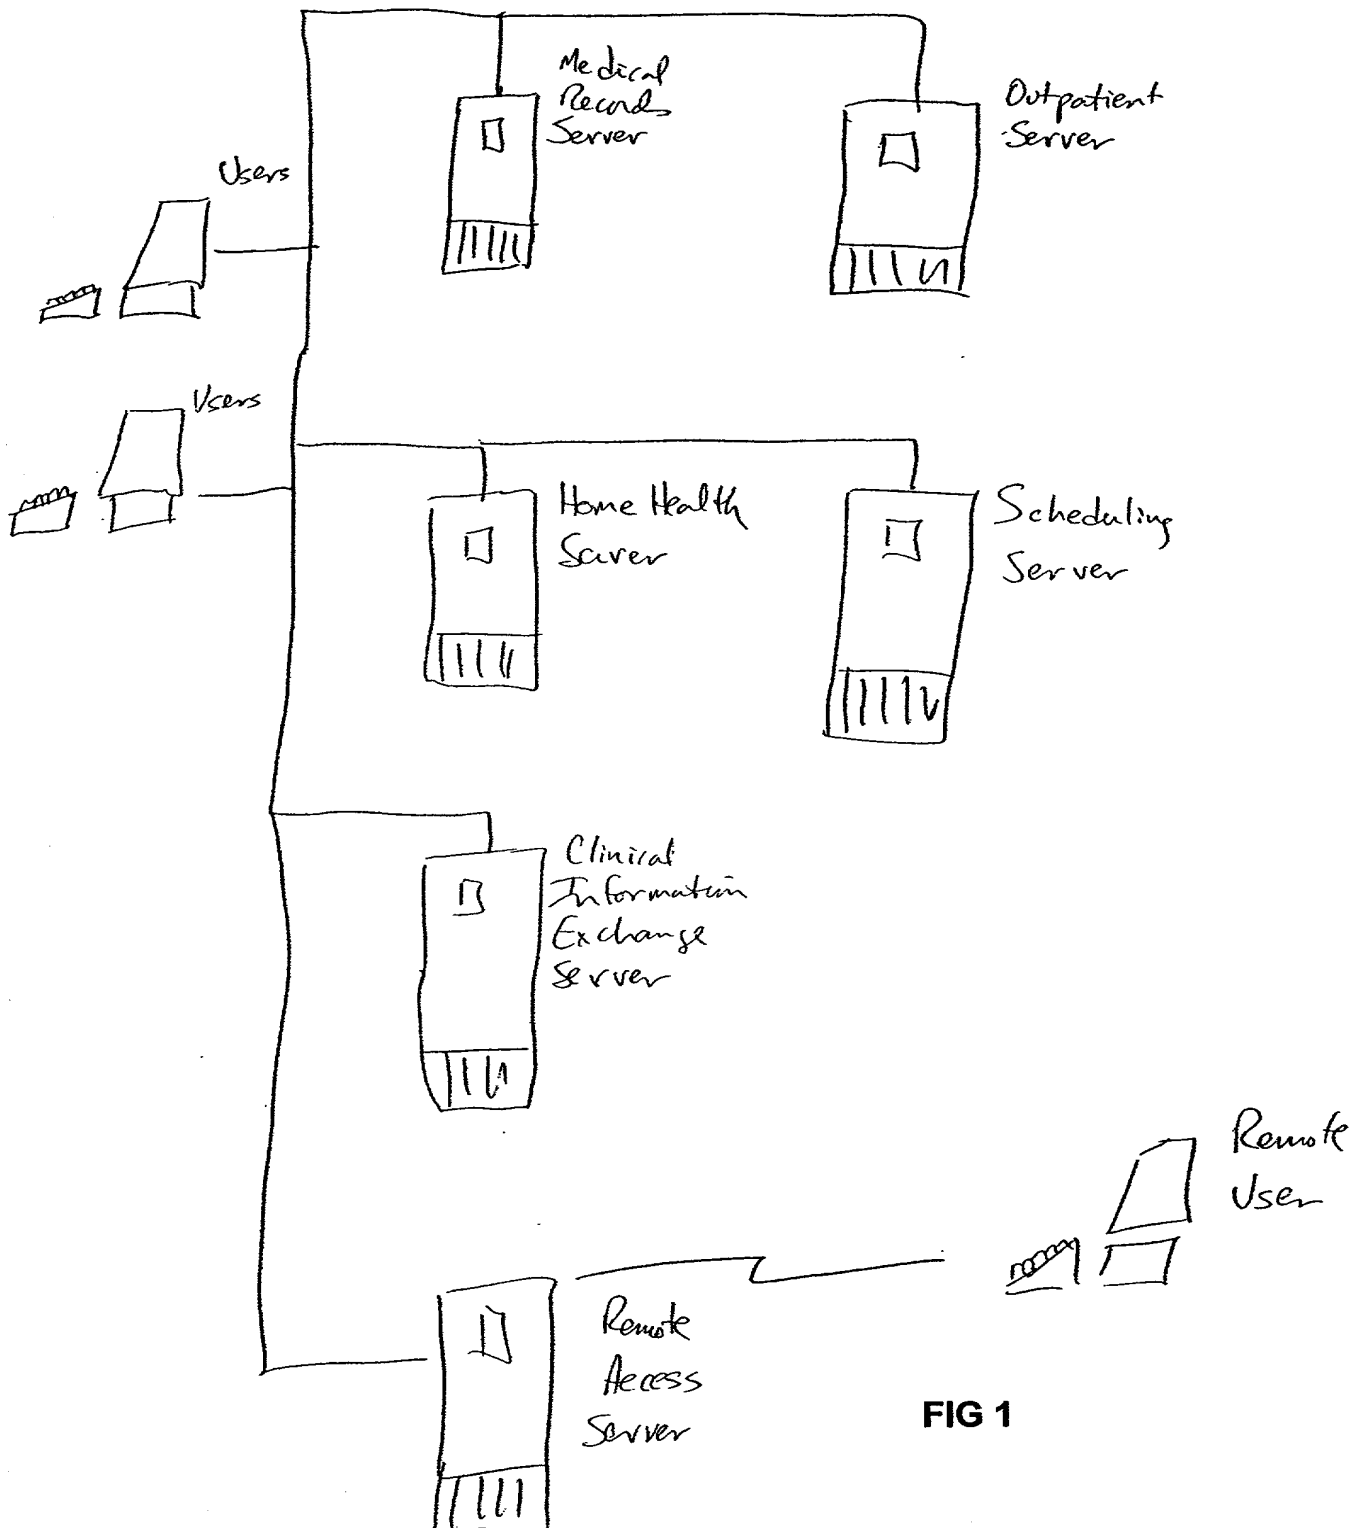 Medical
Records
Server
Outpatient
Server
Users
Users
Home Health
Server
Scheduling
Server
Clinical
Information
Exchange
Server
Remote
User
Remote
Access
Server
FIG 1